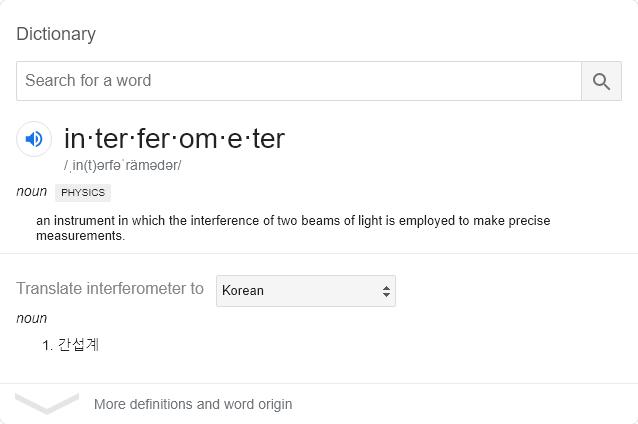 Dictionary
Search for a word
in·ter·fer·om·e·ter
/ˌin(t)ərfəˈrämədər/
noun PHYSICS
an instrument in which the interference of two beams of light is employed to make precise
measurements.
Translate interferometer to Korean
noun
1. 간섭계
More definitions and word origin